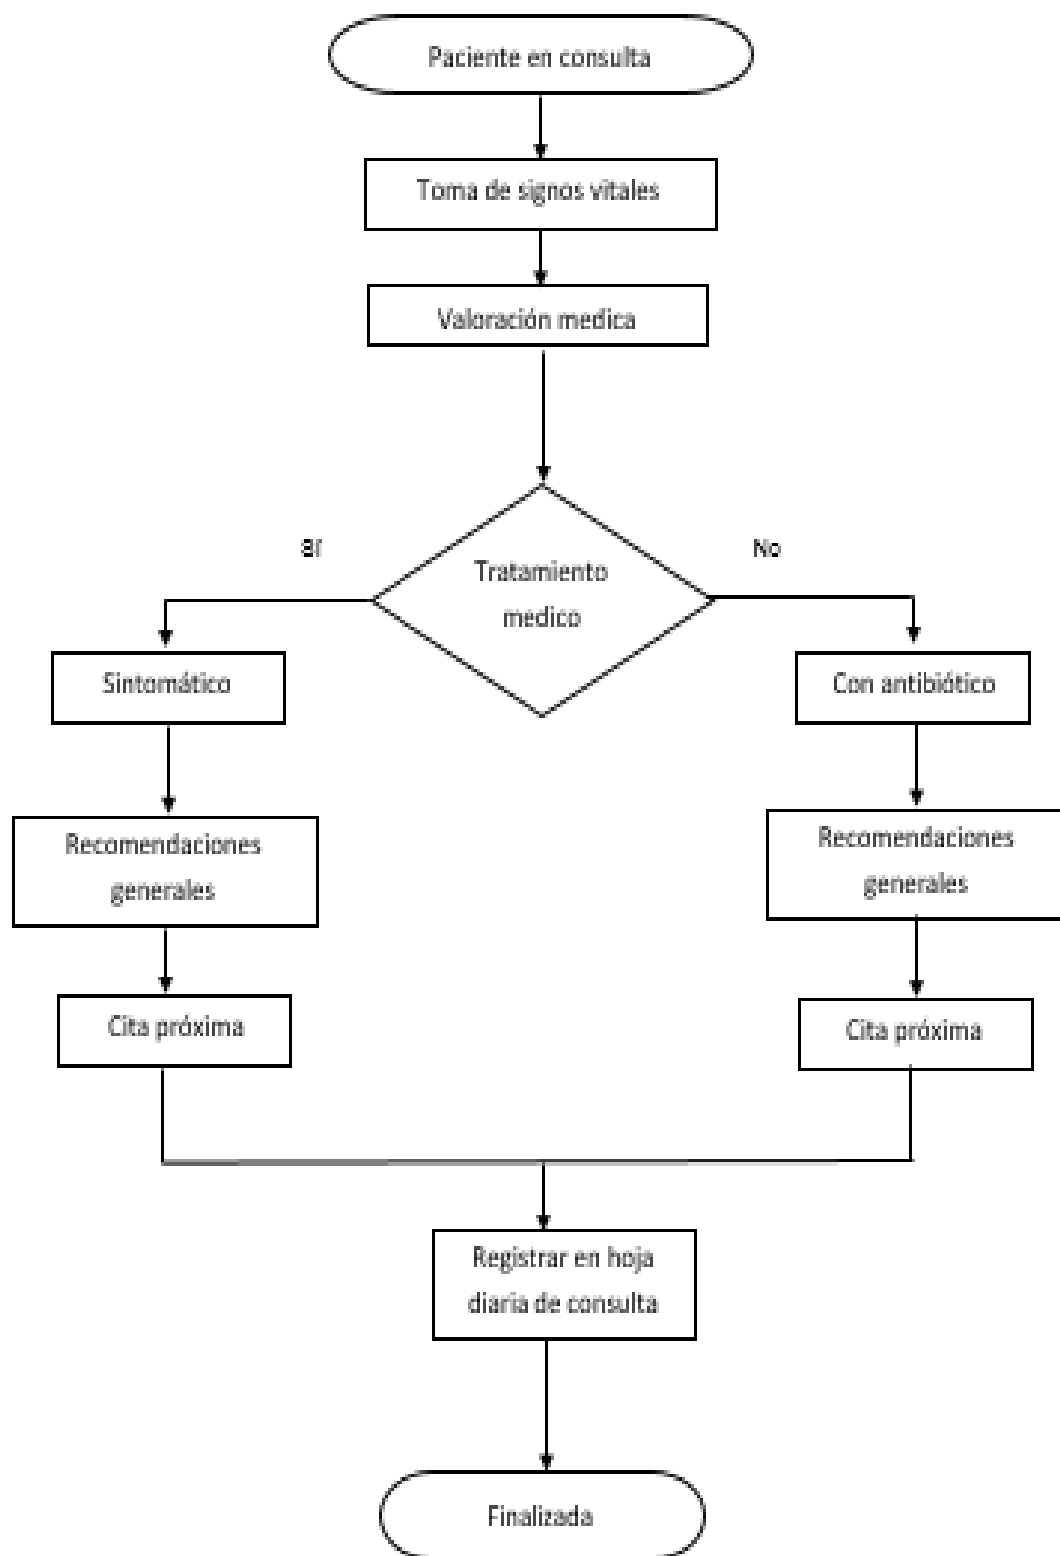 Paciente en consulta
Toma de signos vitales
Valoración medica
Sí
No
Tratamiento
medico
Sintomático
Con antibiótico
Recomendaciones
generales
Recomendaciones
generales
Cita próxima
Cita próxima
Registrar en hoja
diaria de consulta
Finalizada